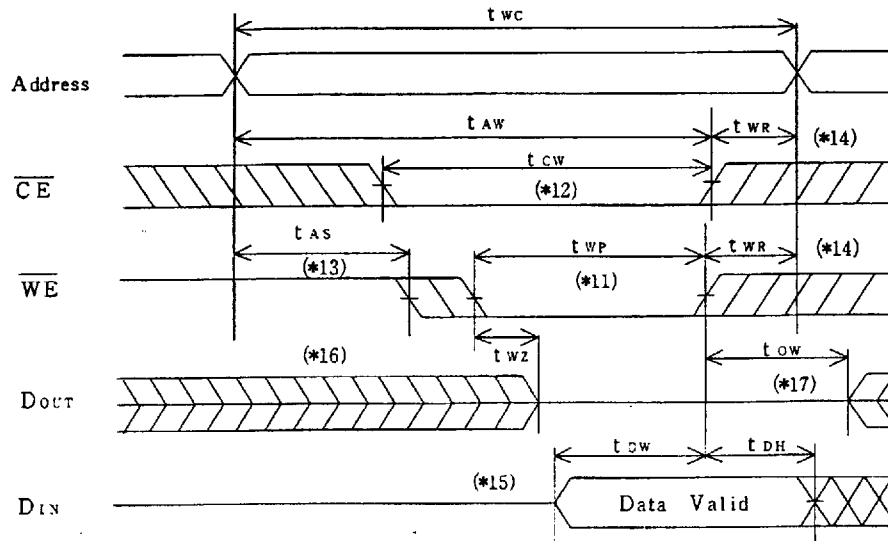 t WC
Address
t AW t WR (*14)
t CW
CE (*12)
t AS t WP t WR (*14)
(*13) (*11)
WE
t WZ t OW
(*16) (*17)
DOUT
t DW t DH
(*15)
DIN Data Valid